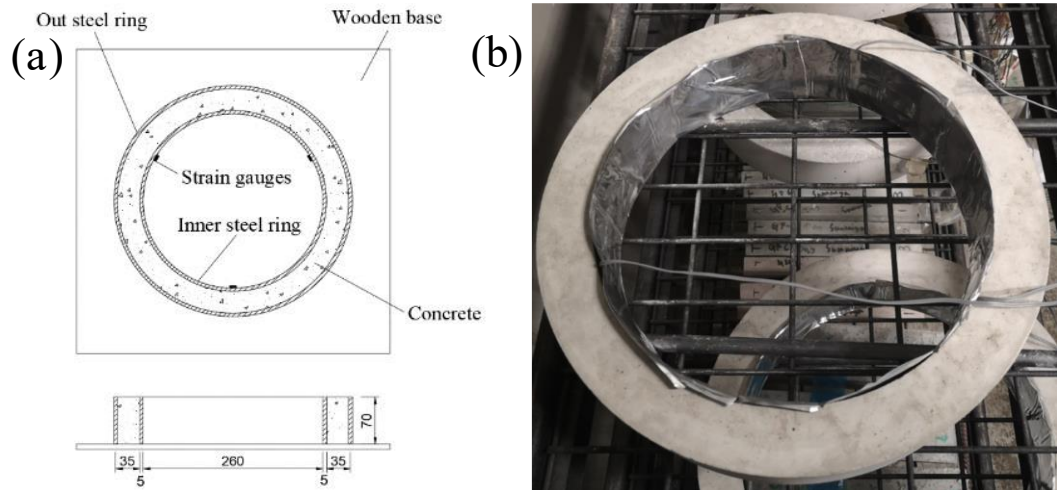 (a)
Out steel ring
Wooden base
Strain gauges
Inner steel ring
Concrete
70
35
260
35
5
5
(b)